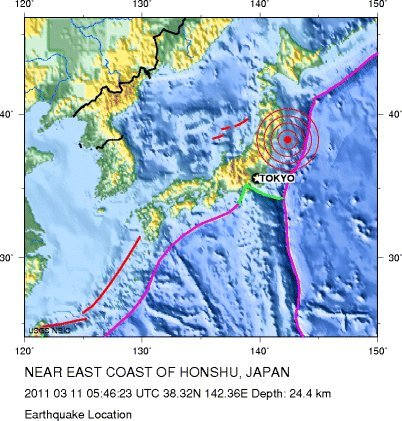 120° 130° 140° 150°
40° 40°
TOKYO
30° 30°
USGS NEIC
120° 130° 140° 150°
NEAR EAST COAST OF HONSHU, JAPAN
2011 03 11 05:46:23 UTC 38.32N 142.36E Depth: 24.4 km
Earthquake Location